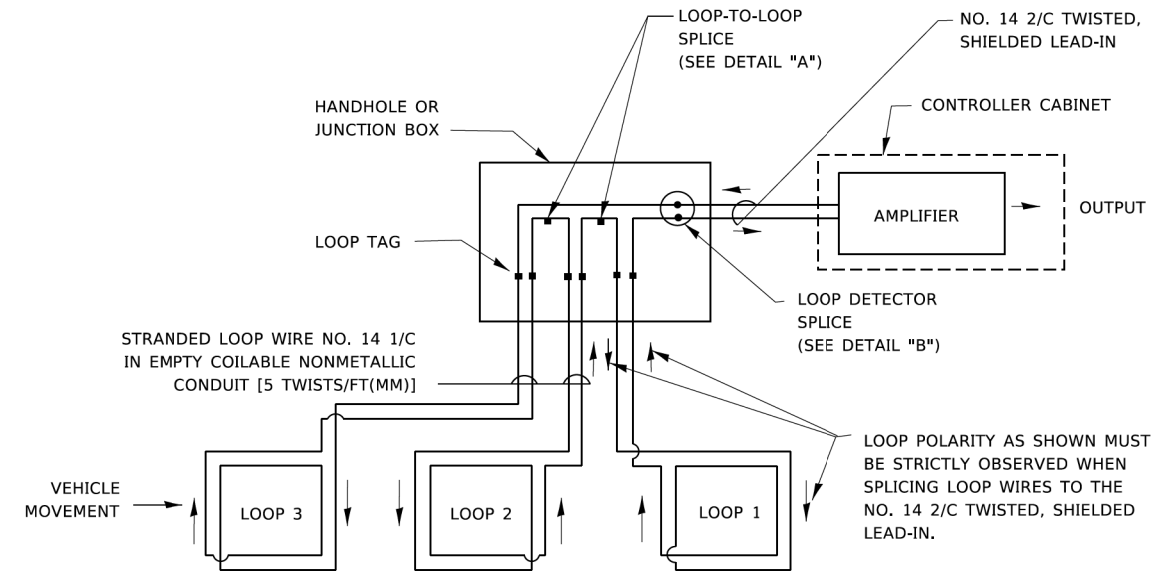 LOOP-TO-LOOP
SPLICE
(SEE DETAIL "A")
NO. 14 2/C TWISTED,
SHIELDED LEAD-IN
HANDHOLE OR
JUNCTION BOX
CONTROLLER CABINET
AMPLIFIER
OUTPUT
LOOP TAG
LOOP DETECTOR
SPLICE
(SEE DETAIL "B")
STRANDED LOOP WIRE NO. 14 1/C
IN EMPTY COILABLE NONMETALLIC
CONDUIT [5 TWISTS/FT(MM)]
LOOP POLARITY AS SHOWN MUST
BE STRICTLY OBSERVED WHEN
SPLICING LOOP WIRES TO THE
NO. 14 2/C TWISTED, SHIELDED
LEAD-IN.
VEHICLE
MOVEMENT
LOOP 3
LOOP 2
LOOP 1